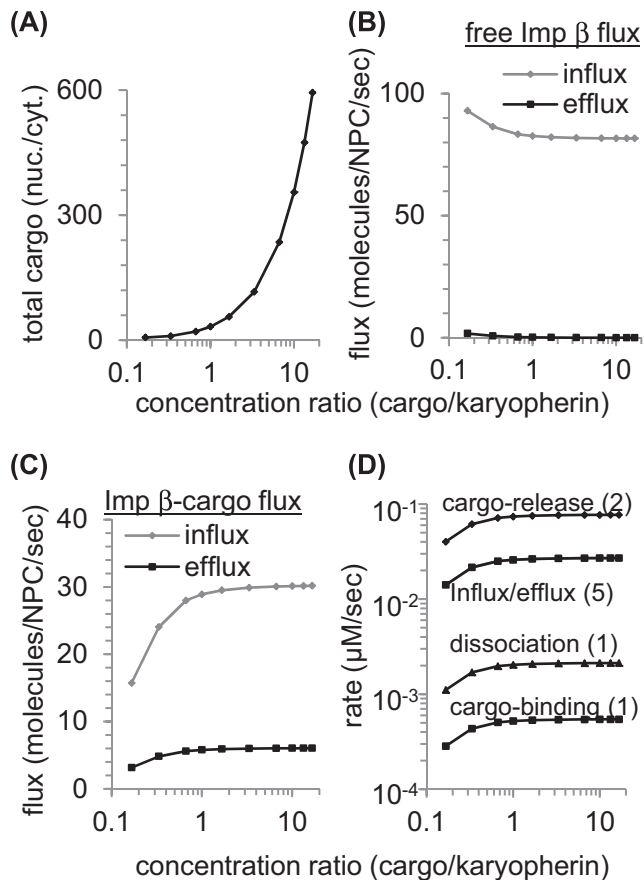 (A)
600
300
0
total cargo (nuc./cyt.)
0.1
1
10
(B)
free Imp β flux
influx
efflux
100
50
0
flux (molecules/NPC/sec)
0.1
1
10
concentration ratio (cargo/karyopherin)
(C)
Imp β-cargo flux
influx
efflux
40
30
20
10
0
flux (molecules/NPC/sec)
0.1
1
10
(D)
10-1
10-2
10-3
10-4
rate (µM/sec)
cargo-release (2)
Influx/efflux (5)
dissociation (1)
cargo-binding (1)
0.1
1
10
concentration ratio (cargo/karyopherin)